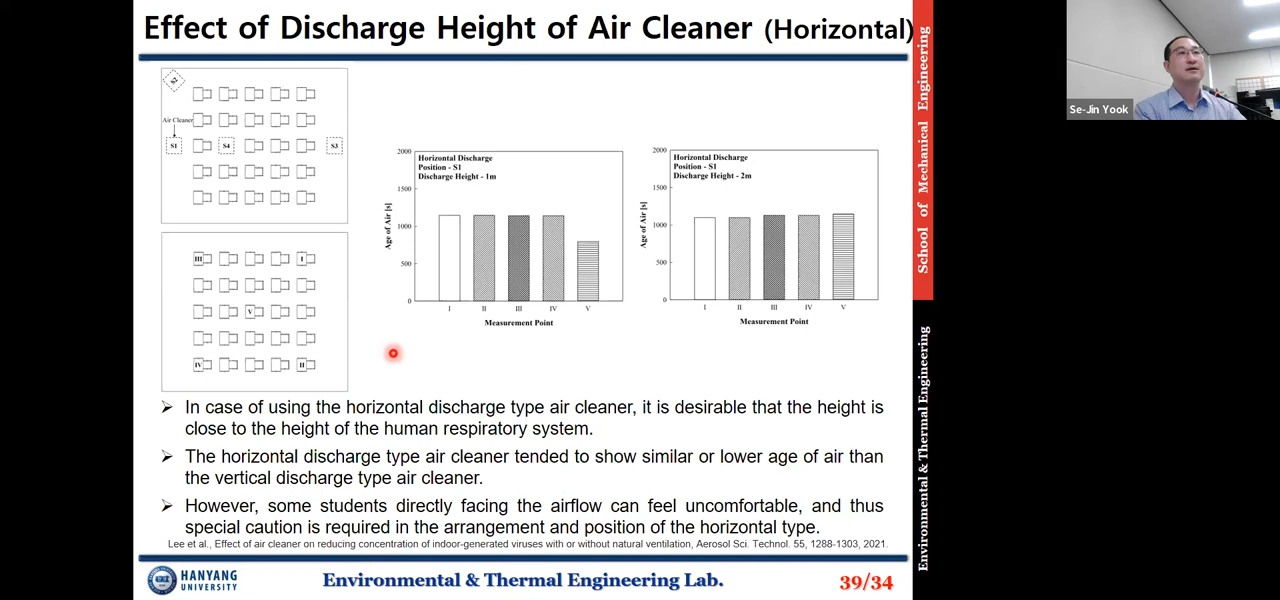 Effect of Discharge Height of Air Cleaner (Horizontal)
S2
Air Cleaner
S1
S4
S3
III
I
V
IV
II
2000
1500
1000
500
0
Age of Air [s]
Horizontal Discharge
Position - S1
Discharge Height - 1m
I II III IV V
Measurement Point
2000
1500
1000
500
0
Age of Air [s]
Horizontal Discharge
Position - S1
Discharge Height - 2m
I II III IV V
Measurement Point
➢ In case of using the horizontal discharge type air cleaner, it is desirable that the height is
close to the height of the human respiratory system.
➢ The horizontal discharge type air cleaner tended to show similar or lower age of air than
the vertical discharge type air cleaner.
➢ However, some students directly facing the airflow can feel uncomfortable, and thus
special caution is required in the arrangement and position of the horizontal type.
Lee et al., Effect of air cleaner on reducing concentration of indoor-generated viruses with or without natural ventilation, Aerosol Sci. Technol. 55, 1288-1303, 2021.
HANYANG
UNIVERSITY
Environmental & Thermal Engineering Lab.
39/34
School of Mechanical Engineering
Environmental & Thermal Engineering
Se-Jin Yook